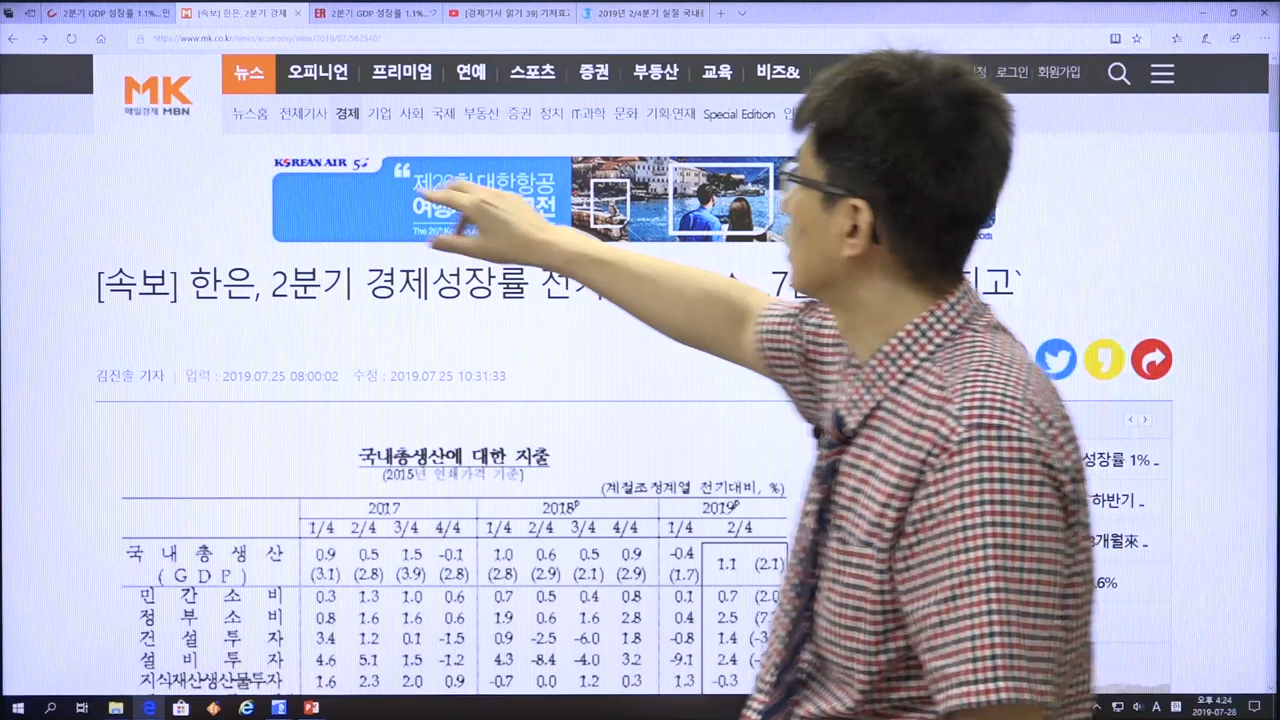 2분기 GDP 성장률 1.1%...민
[속보] 한은, 2분기 경제
2분기 GDP 성장률 1.1%...'기
[경제기사 읽기 39] 기저효고
2019년 2/4분기 실질 국내총
https://www.mk.co.kr/news/economy/view/2019/07/562540/
MK
매일경제 MBN
뉴스 오피니언 프리미엄 연예 스포츠 증권 부동산 교육 비즈& 로그인 회원가입
뉴스홈 전체기사 경제 기업 사회 국제 부동산 증권 정치 IT·과학 문화 기획·연재 Special Edition 인
KOREAN AIR
제26회 대한항공
The 26th
[속보] 한은, 2분기 경제성장률 전기 고`
김진솔 기자 | 입력 : 2019.07.25 08:00:02 수정 : 2019.07.25 10:31:33
성장률 1%..
하반기 ..
3개월來 ..
.6%
국내총생산에 대한 지출
(2015년 연쇄가격 기준)
(계절조정계열 전기대비, %)
2017 2018ᵖ 2019ᵖ
1/4 2/4 3/4 4/4 1/4 2/4 3/4 4/4 1/4 2/4
국내총생산 0.9 0.5 1.5 -0.1 1.0 0.6 0.5 0.9 -0.4 1.1 (2.1)
(GDP) (3.1) (2.8) (3.9) (2.8) (2.8) (2.9) (2.1) (2.9) (1.7)
민간소비 0.3 1.3 1.0 0.6 0.7 0.5 0.4 0.8 0.1 0.7 (2.0
정부소비 0.8 1.6 1.6 0.6 1.9 0.6 1.6 2.8 0.4 2.5 (7.
건설투자 3.4 1.2 0.1 -1.5 0.9 -2.5 -6.0 1.8 -0.8 1.4 (-3
설비투자 4.6 5.1 1.5 -1.2 4.3 -8.4 -4.0 3.2 -9.1 2.4 (-
지식재산생산물투자 1.6 2.3 2.0 0.9 -0.7 0.0 1.2 0.3 1.3 -0.3
오후 4:24
2019-07-28